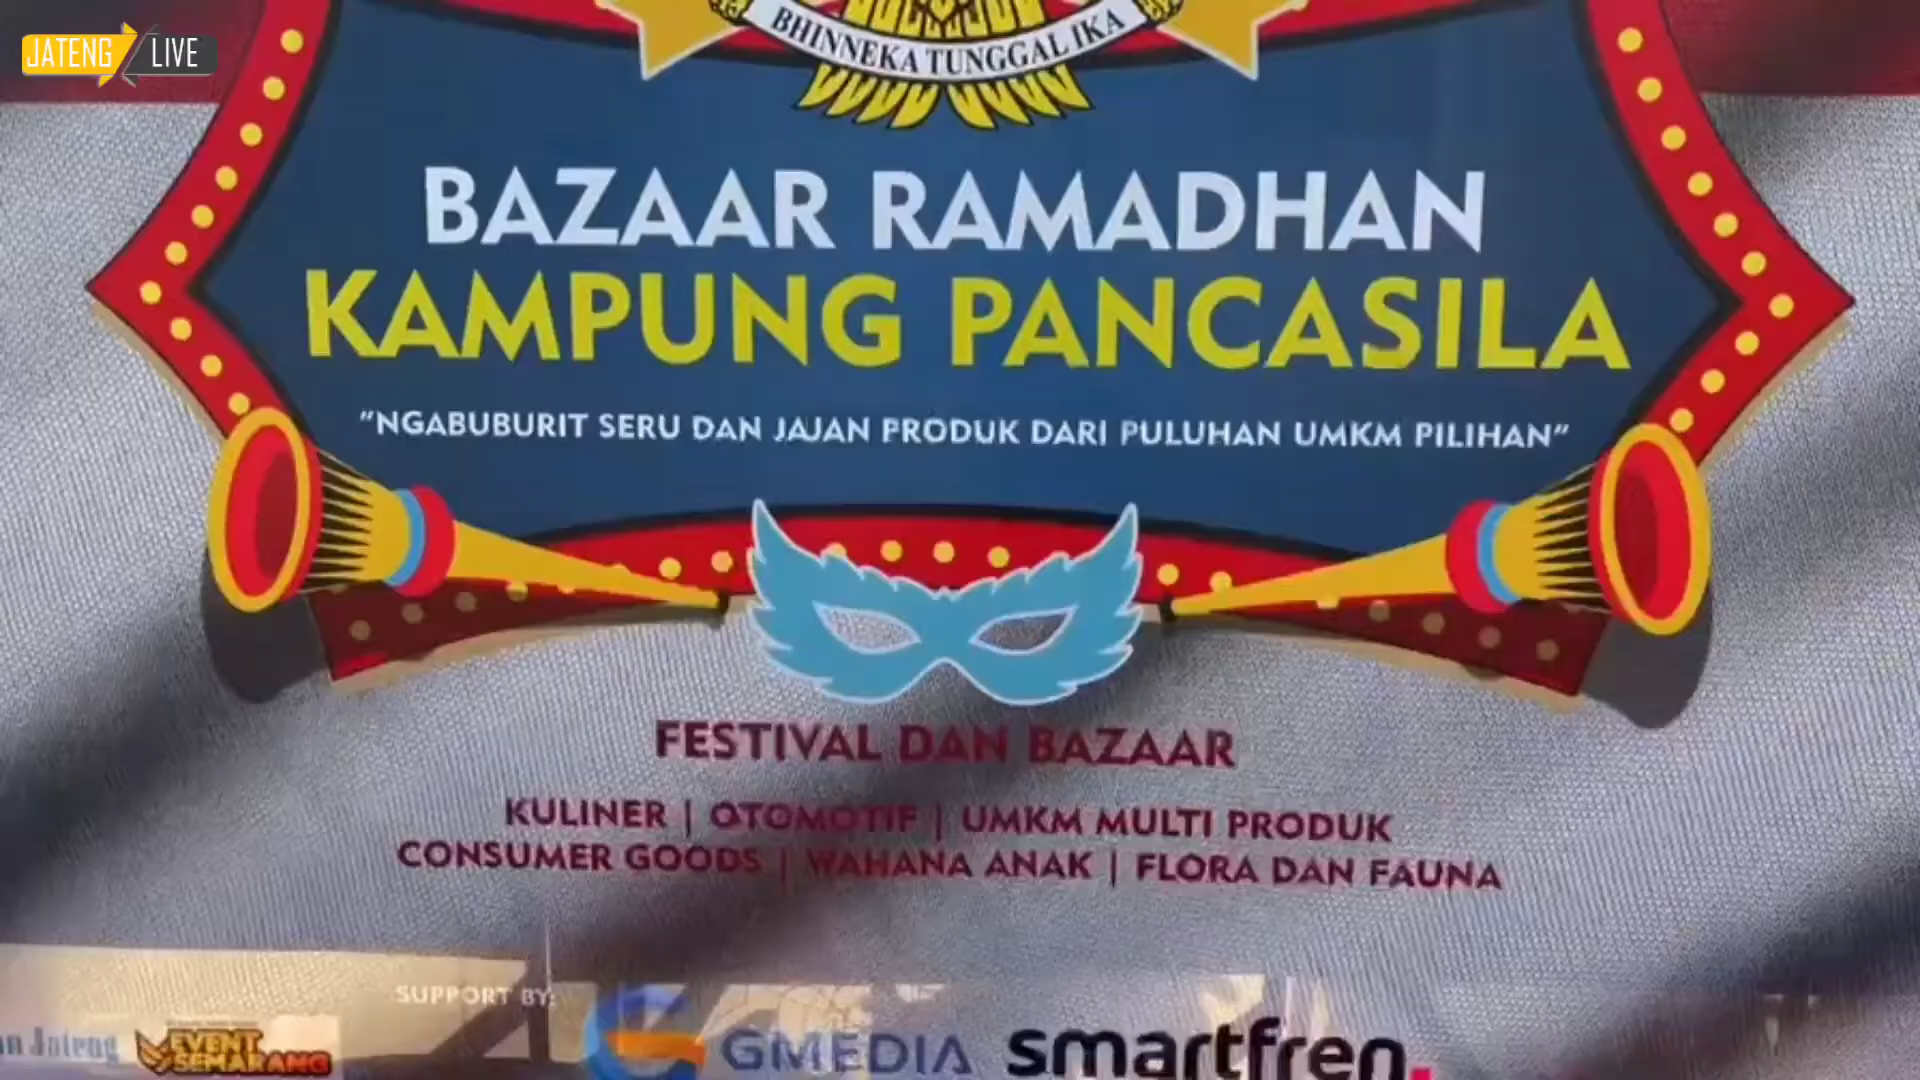 JATENG LIVE
BHINNEKA TUNGGAL IKA
BAZAAR RAMADHAN
KAMPUNG PANCASILA
“NGABUBURIT SERU DAN JAJAN PRODUK DARI PULUHAN UMKM PILIHAN”
FESTIVAL DAN BAZAAR
KULINER | OTOMOTIF | UMKM MULTI PRODUK
CONSUMER GOODS | WAHANA ANAK | FLORA DAN FAUNA
SUPPORT BY:
Jateng
EVENT
SEMARANG
GMEDIA
smartfren.